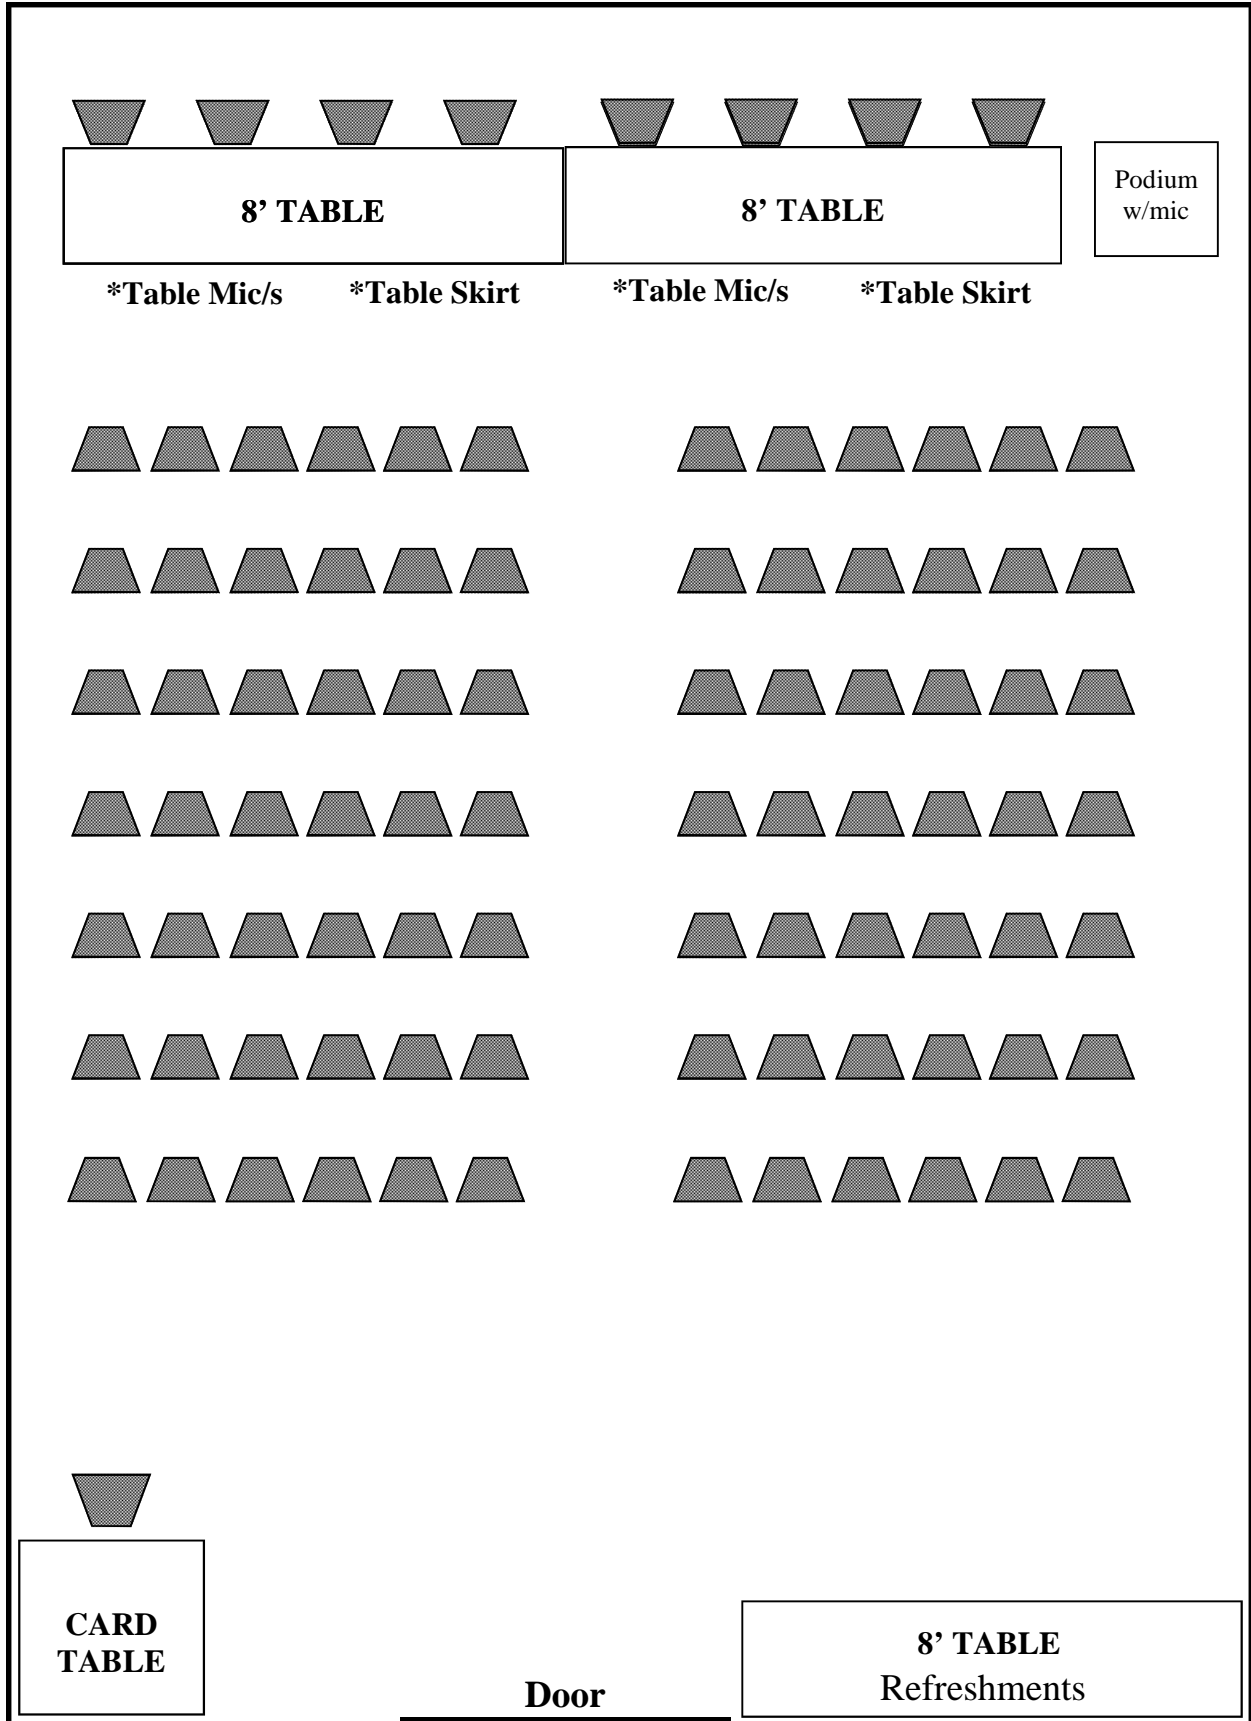 8’ TABLE
8’ TABLE
Podium
w/mic
*Table Mic/s
*Table Skirt
*Table Mic/s
*Table Skirt
CARD
TABLE
Door
8’ TABLE
Refreshments